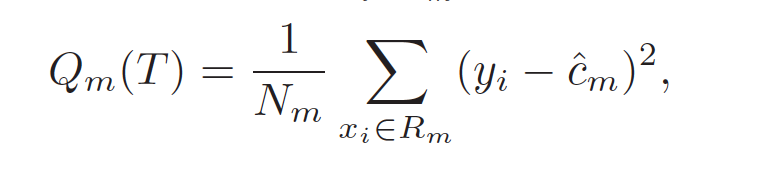 Q_m(T) = \frac{1}{N_m} \sum_{x_i \in R_m} (y_i - \hat{c}_m)^2,